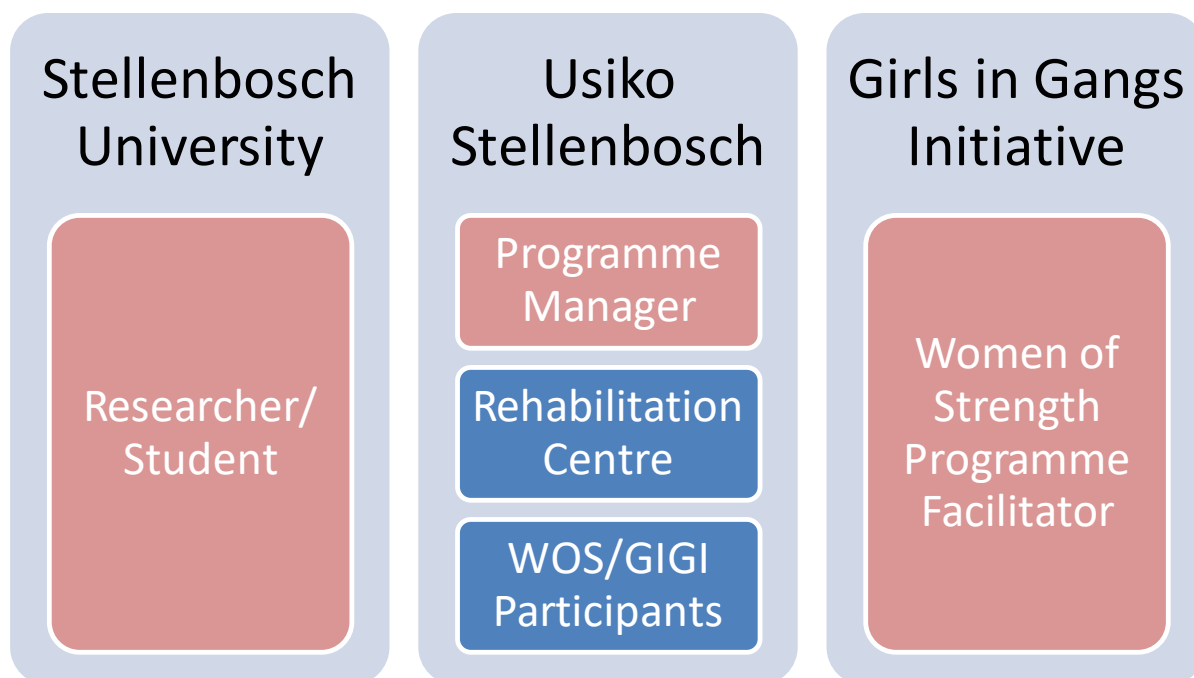 Stellenbosch
University
Researcher/
Student
Usiko
Stellenbosch
Programme
Manager
Rehabilitation
Centre
WOS/GIGI
Participants
Girls in Gangs
Initiative
Women of
Strength
Programme
Facilitator